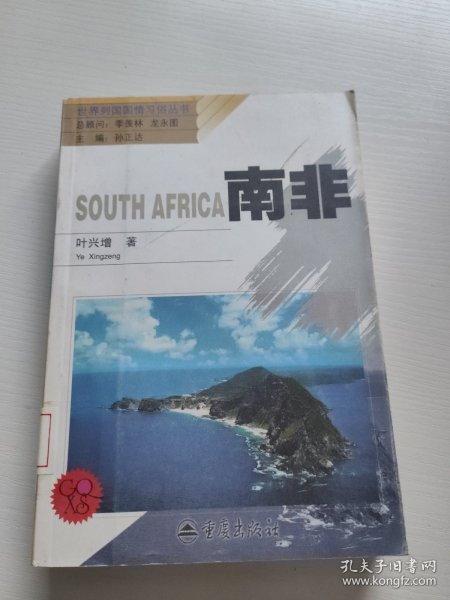 世界列国国情习俗丛书
总顾问：季羡林 龙永图
主 编：孙正达
SOUTH AFRICA 南非
叶兴增 著
Ye Xingzeng
重庆出版社
孔夫子旧书网
www.kongfz.com